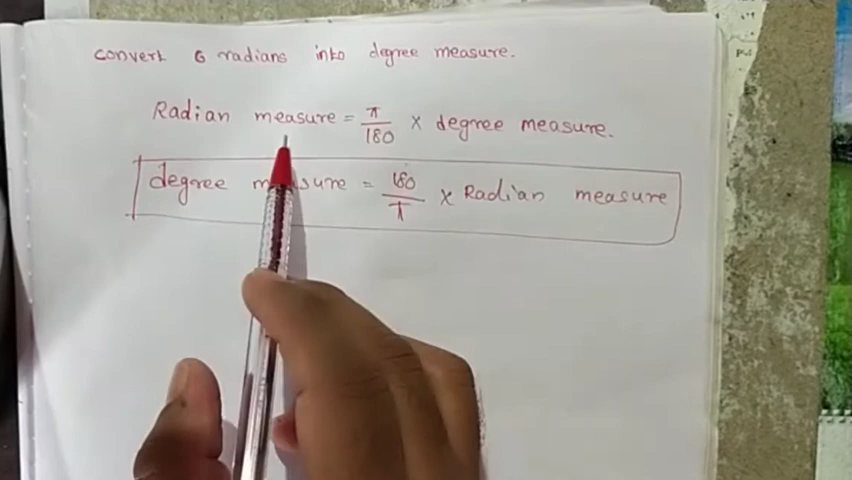 convert 6 radians into degree measure.
Radian measure = π/180 × degree measure.
degree measure = 180/π × Radian measure